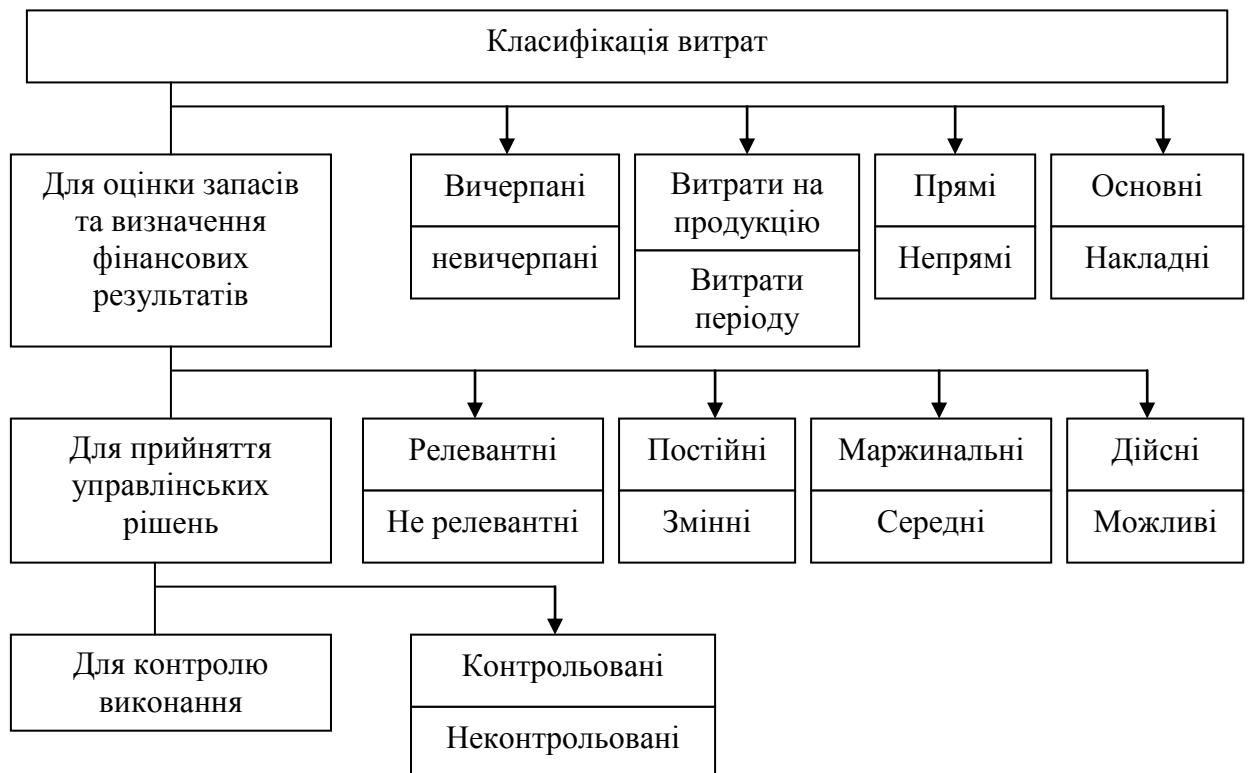 Класифікація витрат
Для оцінки запасів
та визначення
фінансових
результатів
Вичерпані
невичерпані
Витрати на
продукцію
Витрати
періоду
Прямі
Непрямі
Основні
Накладні
Для прийняття
управлінських
рішень
Релевантні
Не релевантні
Постійні
Змінні
Маржинальні
Середні
Дійсні
Можливі
Для контролю
виконання
Контрольовані
Неконтрольовані